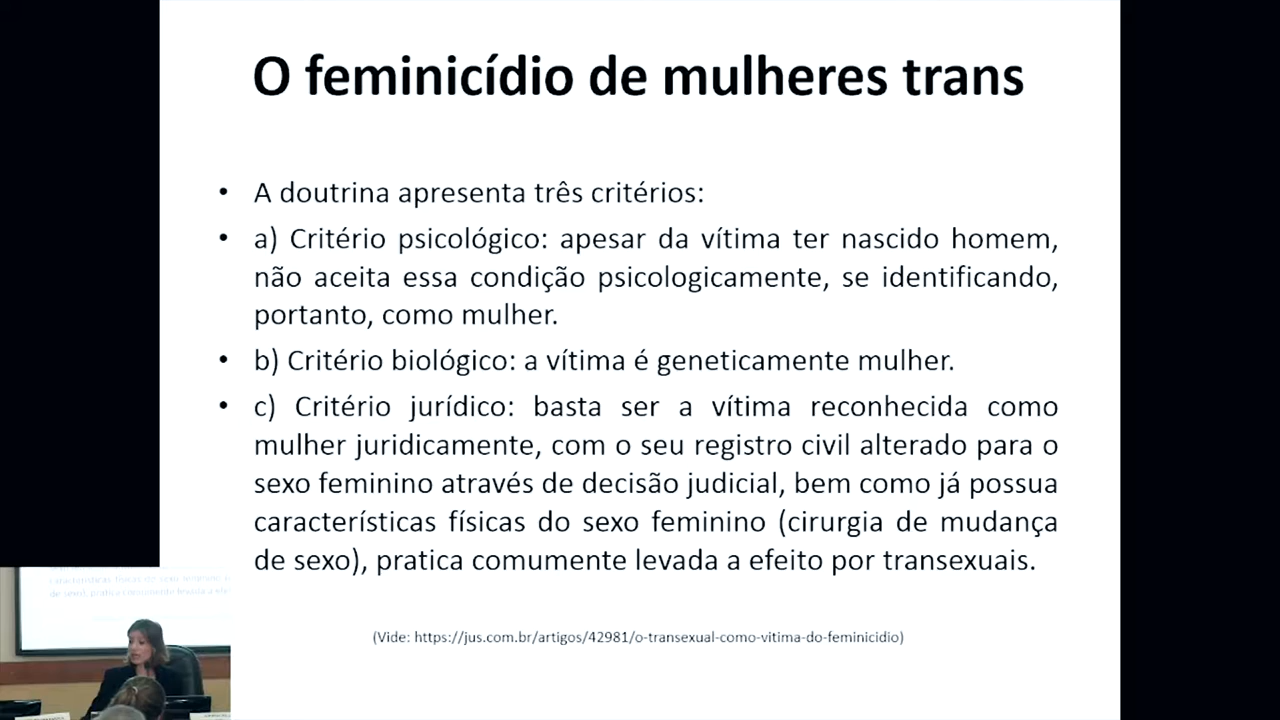 O feminicídio de mulheres trans
• A doutrina apresenta três critérios:
• a) Critério psicológico: apesar da vítima ter nascido homem,
não aceita essa condição psicologicamente, se identificando,
portanto, como mulher.
• b) Critério biológico: a vítima é geneticamente mulher.
• c) Critério jurídico: basta ser a vítima reconhecida como
mulher juridicamente, com o seu registro civil alterado para o
sexo feminino através de decisão judicial, bem como já possua
características físicas do sexo feminino (cirurgia de mudança
de sexo), pratica comumente levada a efeito por transexuais.
(Vide: https://jus.com.br/artigos/42981/o-transexual-como-vitima-do-feminicidio)